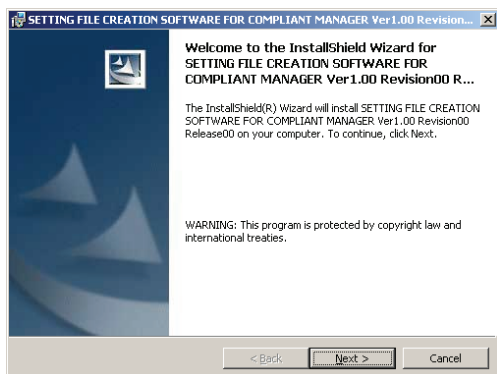 SETTING FILE CREATION SOFTWARE FOR COMPLIANT MANAGER Ver1.00 Revision...
Welcome to the InstallShield Wizard for
SETTING FILE CREATION SOFTWARE FOR
COMPLIANT MANAGER Ver1.00 Revision00 R...
The InstallShield(R) Wizard will install SETTING FILE CREATION
SOFTWARE FOR COMPLIANT MANAGER Ver1.00 Revision00
Release00 on your computer. To continue, click Next.
WARNING: This program is protected by copyright law and
international treaties.
< Back Next > Cancel